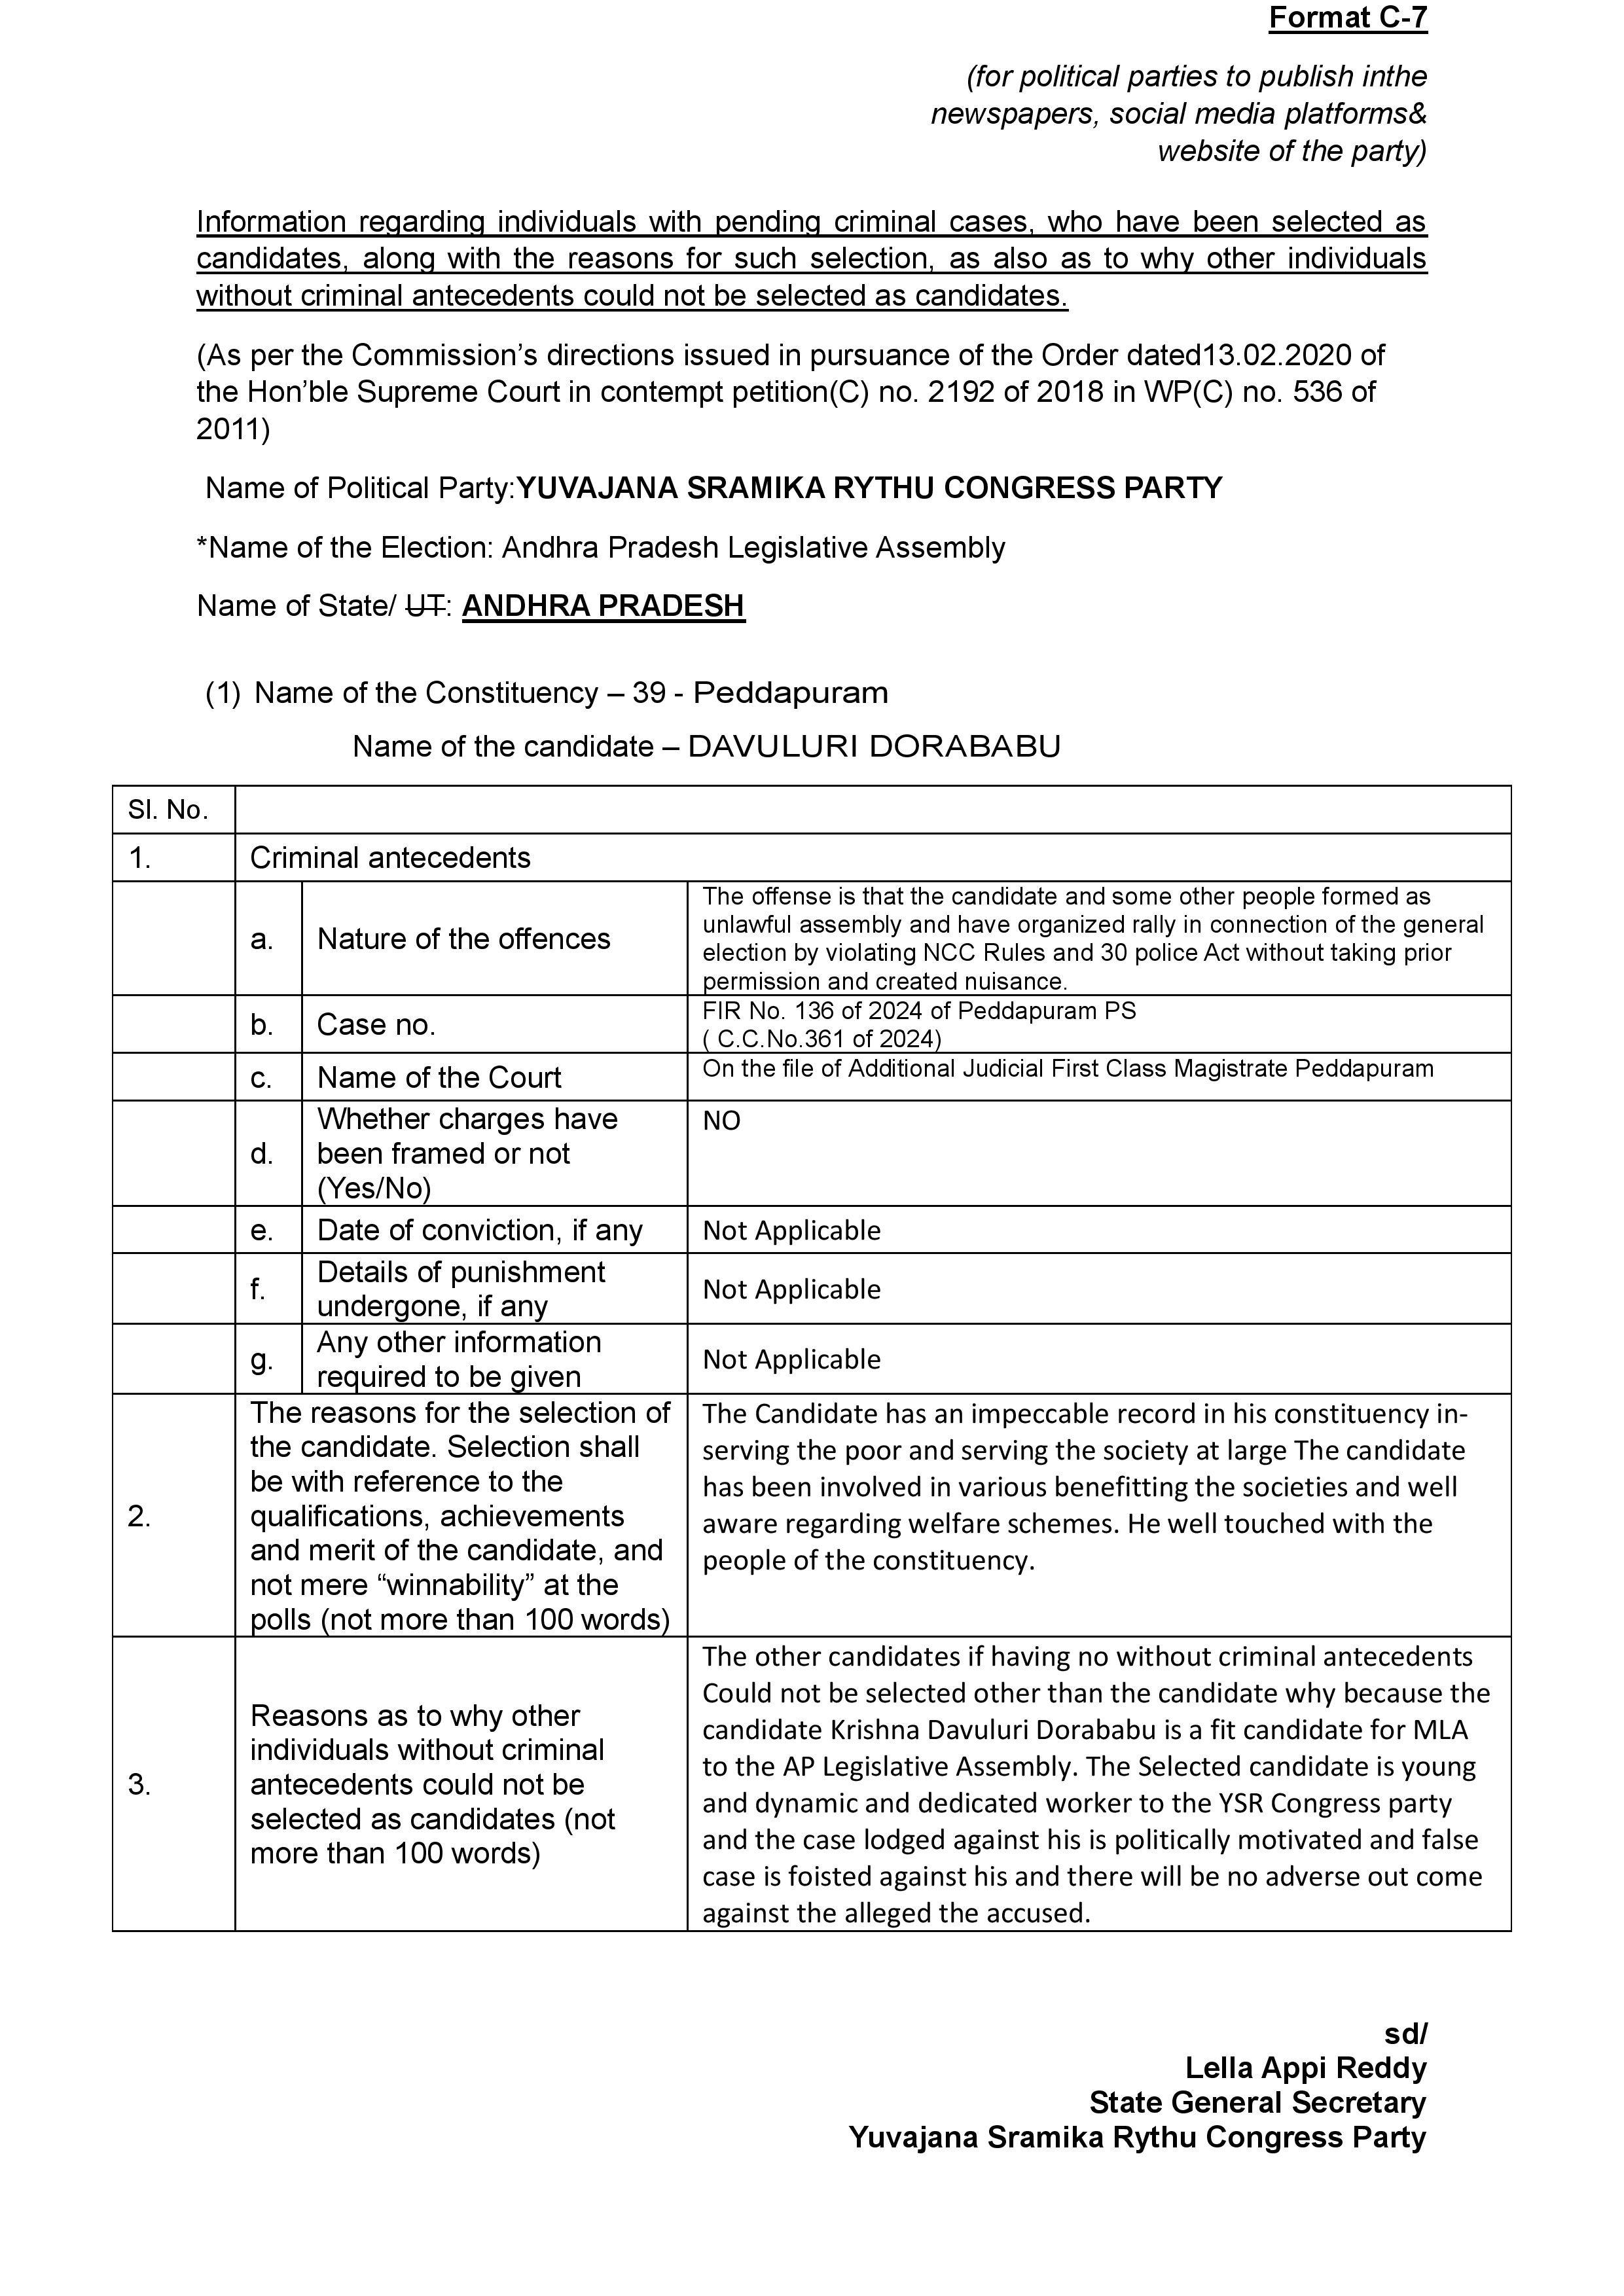 Format C-7
(for political parties to publish inthe
newspapers, social media platforms&
website of the party)
Information regarding individuals with pending criminal cases, who have been selected as
candidates, along with the reasons for such selection, as also as to why other individuals
without criminal antecedents could not be selected as candidates.
(As per the Commission’s directions issued in pursuance of the Order dated13.02.2020 of
the Hon’ble Supreme Court in contempt petition(C) no. 2192 of 2018 in WP(C) no. 536 of
2011)
Name of Political Party:YUVAJANA SRAMIKA RYTHU CONGRESS PARTY
*Name of the Election: Andhra Pradesh Legislative Assembly
Name of State/ UT: ANDHRA PRADESH
(1) Name of the Constituency – 39 - Peddapuram
Name of the candidate – DAVULURI DORABABU
Sl. No.
1. Criminal antecedents
a. Nature of the offences
The offense is that the candidate and some other people formed as
unlawful assembly and have organized rally in connection of the general
election by violating NCC Rules and 30 police Act without taking prior
permission and created nuisance.
b. Case no.
FIR No. 136 of 2024 of Peddapuram PS
( C.C.No.361 of 2024)
c. Name of the Court
On the file of Additional Judicial First Class Magistrate Peddapuram
d.
Whether charges have
been framed or not
(Yes/No)
NO
e. Date of conviction, if any
Not Applicable
f.
Details of punishment
undergone, if any
Not Applicable
g.
Any other information
required to be given
Not Applicable
2.
The reasons for the selection of
the candidate. Selection shall
be with reference to the
qualifications, achievements
and merit of the candidate, and
not mere “winnability” at the
polls (not more than 100 words)
The Candidate has an impeccable record in his constituency in-
serving the poor and serving the society at large The candidate
has been involved in various benefitting the societies and well
aware regarding welfare schemes. He well touched with the
people of the constituency.
3.
Reasons as to why other
individuals without criminal
antecedents could not be
selected as candidates (not
more than 100 words)
The other candidates if having no without criminal antecedents
Could not be selected other than the candidate why because the
candidate Krishna Davuluri Dorababu is a fit candidate for MLA
to the AP Legislative Assembly. The Selected candidate is young
and dynamic and dedicated worker to the YSR Congress party
and the case lodged against his is politically motivated and false
case is foisted against his and there will be no adverse out come
against the alleged the accused.
sd/
Lella Appi Reddy
State General Secretary
Yuvajana Sramika Rythu Congress Party